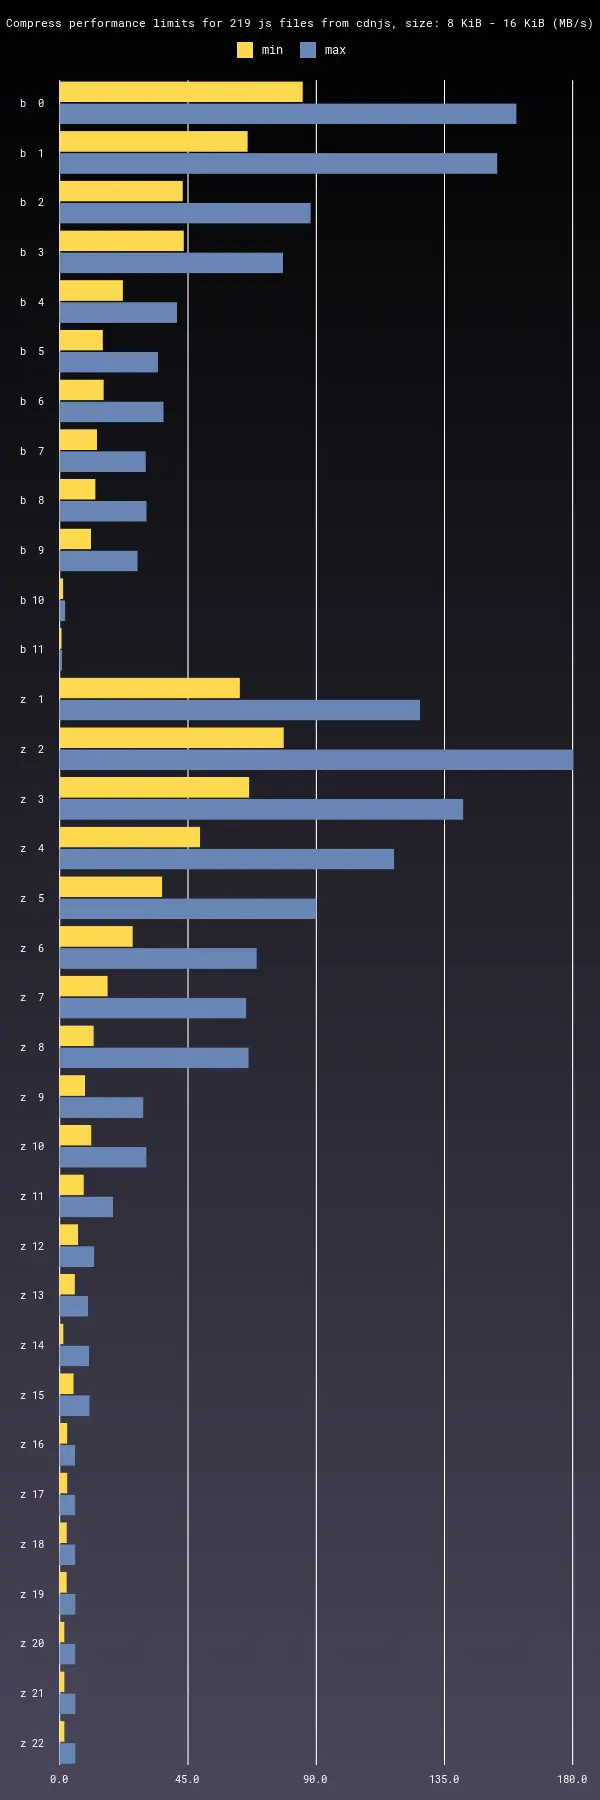 Compress performance limits for 219 js files from cdnjs, size: 8 KiB - 16 KiB (MB/s)
min max
b 0
b 1
b 2
b 3
b 4
b 5
b 6
b 7
b 8
b 9
b 10
b 11
z 1
z 2
z 3
z 4
z 5
z 6
z 7
z 8
z 9
z 10
z 11
z 12
z 13
z 14
z 15
z 16
z 17
z 18
z 19
z 20
z 21
z 22
0.0 45.0 90.0 135.0 180.0